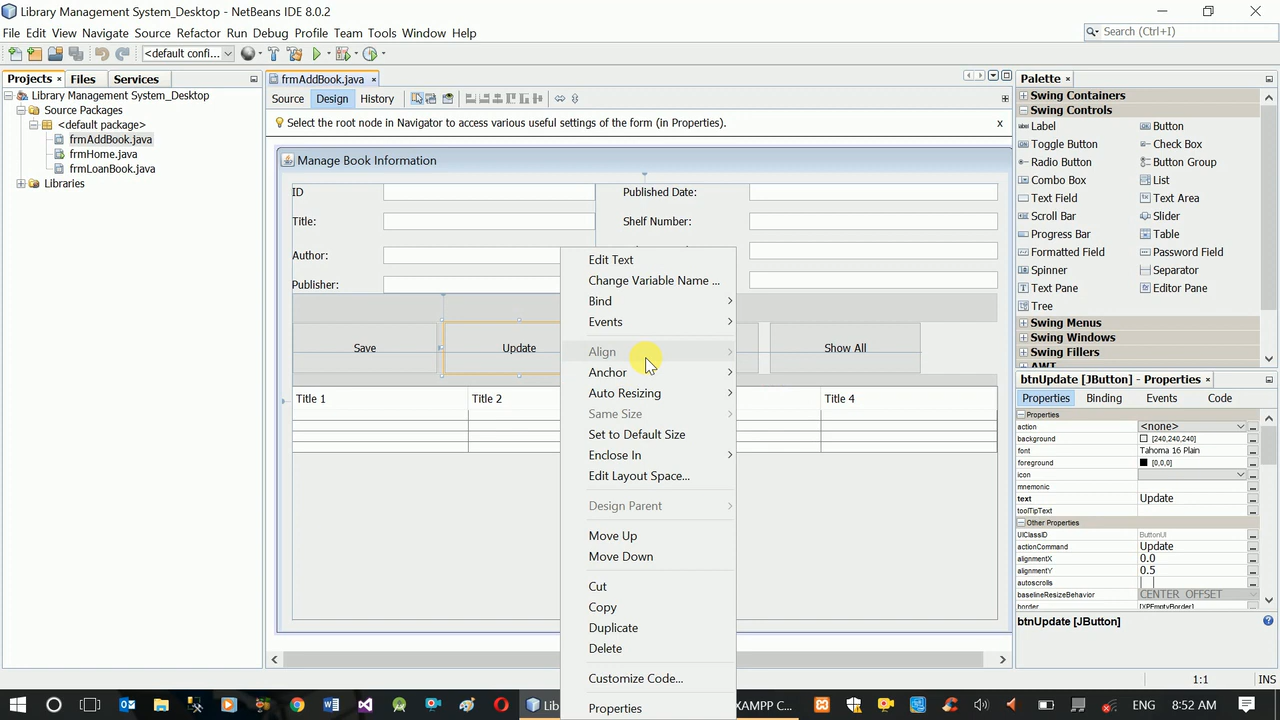 Library Management System_Desktop - NetBeans IDE 8.0.2
File Edit View Navigate Source Refactor Run Debug Profile Team Tools Window Help
Search (Ctrl+I)
<default confi...
Projects Files Services
frmAddBook.java
Palette
Library Management System_Desktop
Source Packages
<default package>
frmAddBook.java
frmHome.java
frmLoanBook.java
Libraries
Source Design History
Select the root node in Navigator to access various useful settings of the form (in Properties).
x
Manage Book Information
ID
Published Date:
Title:
Shelf Number:
Author:
Publisher:
Save
Update
Show All
Title 1
Title 2
Title 4
Edit Text
Change Variable Name ...
Bind
Events
Align
Anchor
Auto Resizing
Same Size
Set to Default Size
Enclose In
Edit Layout Space...
Design Parent
Move Up
Move Down
Cut
Copy
Duplicate
Delete
Customize Code...
Properties
Swing Containers
Swing Controls
Label
Button
Toggle Button
Check Box
Radio Button
Button Group
Combo Box
List
Text Field
Text Area
Scroll Bar
Slider
Progress Bar
Table
Formatted Field
Password Field
Spinner
Separator
Text Pane
Editor Pane
Tree
Swing Menus
Swing Windows
Swing Fillers
AWT
btnUpdate [JButton] - Properties
Properties Binding Events Code
Properties
action <none>
background [240,240,240]
font Tahoma 16 Plain
foreground [0,0,0]
icon
mnemonic
text Update
toolTipText
Other Properties
UIClassID ButtonUI
actionCommand Update
alignmentX 0.0
alignmentY 0.5
autoscrolls
baselineResizeBehavior CENTER_OFFSET
border [XPEmptyBorder]
btnUpdate [JButton]
1:1 INS
Lib
XAMPP C...
ENG 8:52 AM